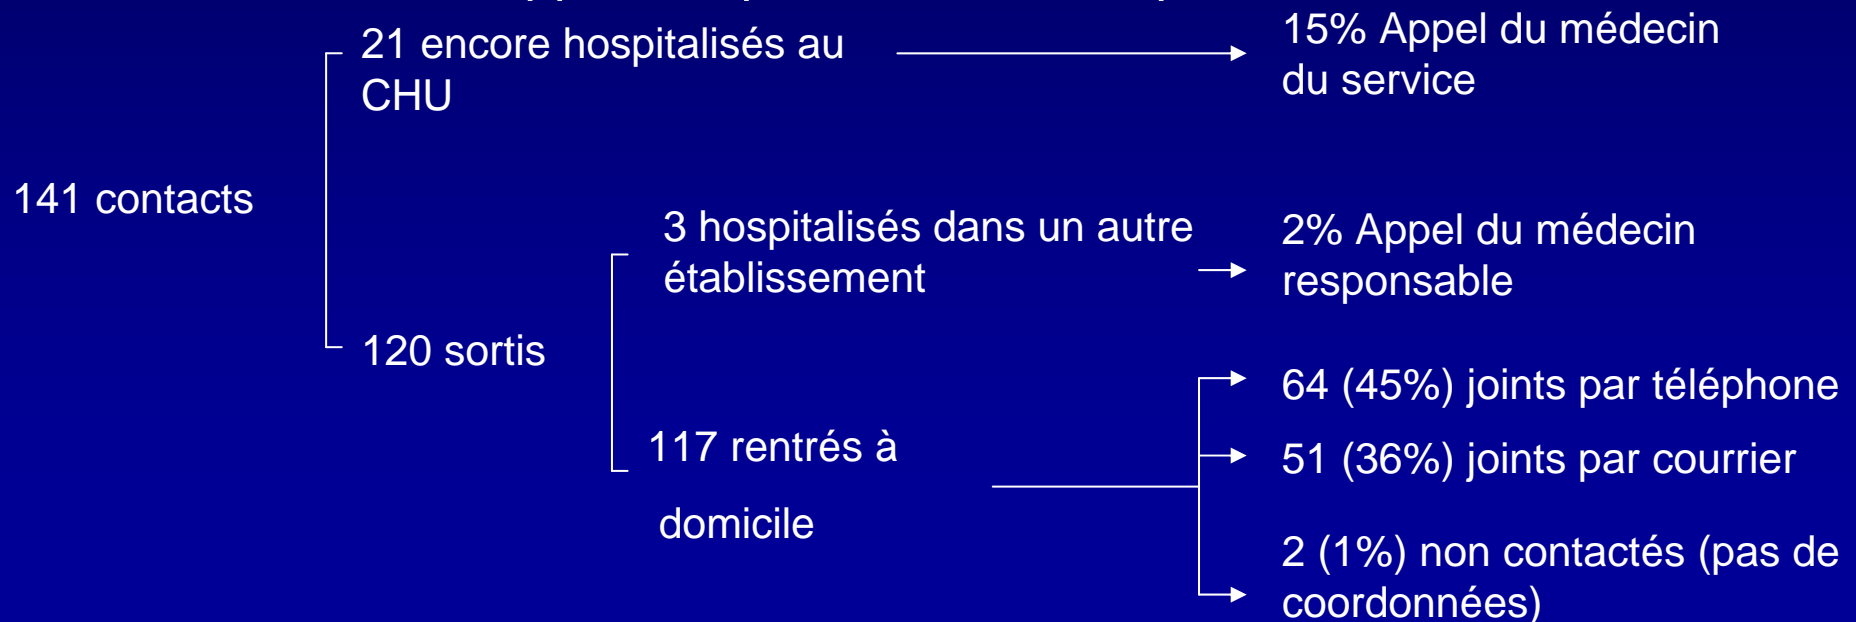 21 encore hospitalisés au
CHU
15% Appel du médecin
du service
141 contacts
3 hospitalisés dans un autre
établissement
2% Appel du médecin
responsable
120 sortis
117 rentrés à
domicile
64 (45%) joints par téléphone
51 (36%) joints par courrier
2 (1%) non contactés (pas de
coordonnées)